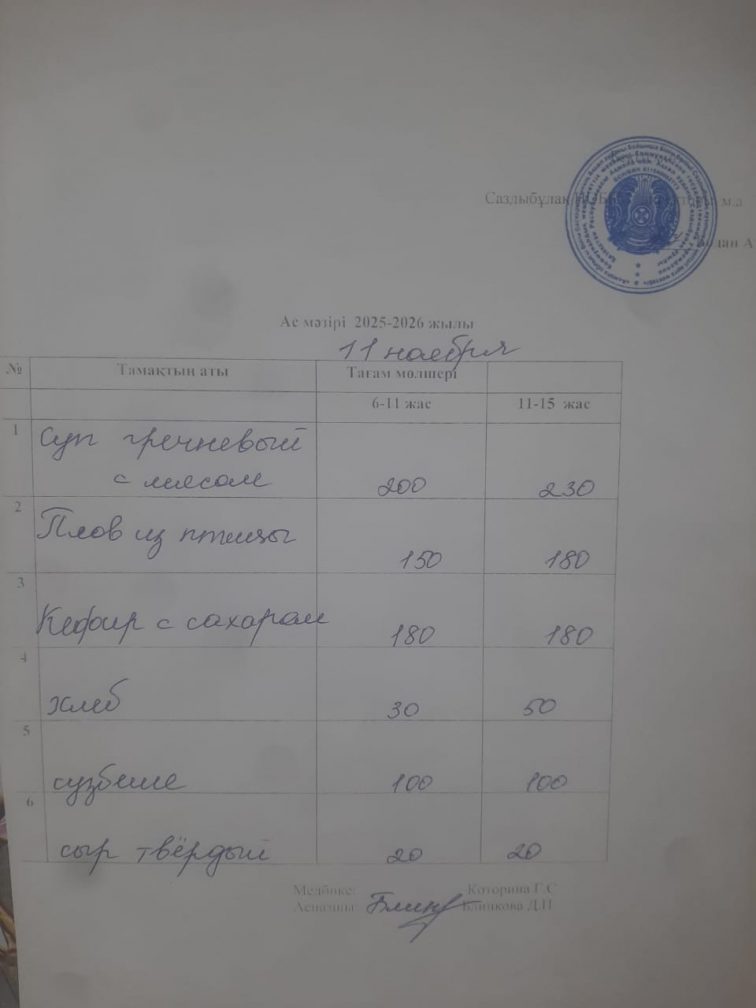 Саздыбұлақ м.а
Ас мәзірі 2025-2026 жылы
11 ноября
№ Тамақтың аты Тағам мөлшері
6-11 жас 11-15 жас
1 Суп гречневый
с мясом 200 230
2 Плов из птицы 150 180
3 Кефир с сахаром 180 180
4 хлеб 30 50
5 сузбеше 100 100
6 сыр твёрдый 20 20
Медбике: Которина Г.С
Аспазшы: Блинкова Д.П